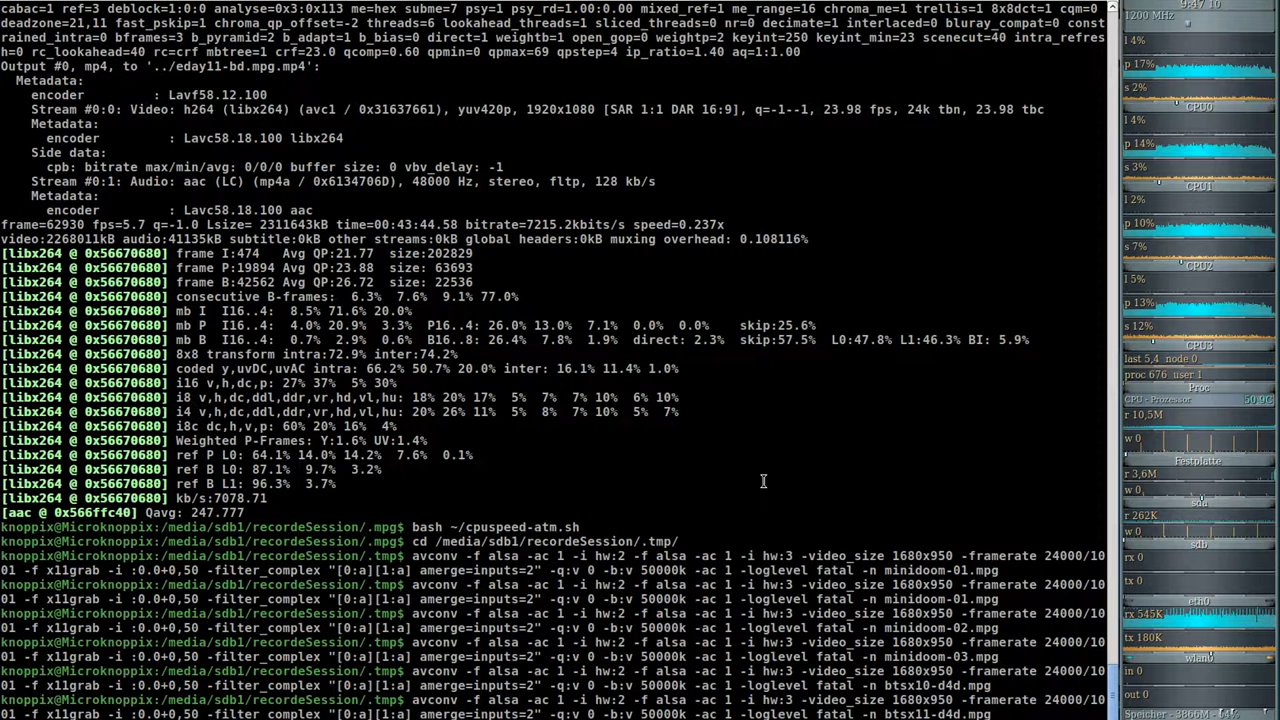 cabac=1 ref=3 deblock=1:0:0 analyse=0x3:0x113 me=hex subme=7 psy=1 psy_rd=1.00:0.00 mixed_ref=1 me_range=16 chroma_me=1 trellis=1 8x8dct=1 cqm=0
deadzone=21,11 fast_pskip=1 chroma_qp_offset=-2 threads=6 lookahead_threads=1 sliced_threads=0 nr=0 decimate=1 interlaced=0 bluray_compat=0 const
rained_intra=0 bframes=3 b_pyramid=2 b_adapt=1 b_bias=0 direct=1 weightb=1 open_gop=0 weightp=2 keyint=250 keyint_min=23 scenecut=40 intra_refres
h=0 rc_lookahead=40 rc=crf mbtree=1 crf=23.0 qcomp=0.60 qpmin=0 qpmax=69 qpstep=4 ip_ratio=1.40 aq=1:1.00
Output #0, mp4, to '../eday11-bd.mpg.mp4':
Metadata:
encoder : Lavf58.12.100
Stream #0:0: Video: h264 (libx264) (avc1 / 0x31637661), yuv420p, 1920x1080 [SAR 1:1 DAR 16:9], q=-1--1, 23.98 fps, 24k tbn, 23.98 tbc
Metadata:
encoder : Lavc58.18.100 libx264
Side data:
cpb: bitrate max/min/avg: 0/0/0 buffer size: 0 vbv_delay: -1
Stream #0:1: Audio: aac (LC) (mp4a / 0x6134706D), 48000 Hz, stereo, fltp, 128 kb/s
Metadata:
encoder : Lavc58.18.100 aac
frame=62930 fps=5.7 q=-1.0 Lsize= 2311643kB time=00:43:44.58 bitrate=7215.2kbits/s speed=0.237x
video:2268011kB audio:41135kB subtitle:0kB other streams:0kB global headers:0kB muxing overhead: 0.108116%
[libx264 @ 0x56670680] frame I:474 Avg QP:21.77 size:202829
[libx264 @ 0x56670680] frame P:19894 Avg QP:23.88 size: 63693
[libx264 @ 0x56670680] frame B:42562 Avg QP:26.72 size: 22536
[libx264 @ 0x56670680] consecutive B-frames: 6.3% 7.6% 9.1% 77.0%
[libx264 @ 0x56670680] mb I I16..4: 8.5% 71.6% 20.0%
[libx264 @ 0x56670680] mb P I16..4: 4.0% 20.9% 3.3% P16..4: 26.0% 13.0% 7.1% 0.0% 0.0% skip:25.6%
[libx264 @ 0x56670680] mb B I16..4: 0.7% 2.9% 0.6% B16..8: 26.4% 7.8% 1.9% direct: 2.3% skip:57.5% L0:47.8% L1:46.3% BI: 5.9%
[libx264 @ 0x56670680] 8x8 transform intra:72.9% inter:74.2%
[libx264 @ 0x56670680] coded y,uvDC,uvAC intra: 66.2% 50.7% 20.0% inter: 16.1% 11.4% 1.0%
[libx264 @ 0x56670680] i16 v,h,dc,p: 27% 37% 5% 30%
[libx264 @ 0x56670680] i8 v,h,dc,ddl,ddr,vr,hd,vl,hu: 18% 20% 17% 5% 7% 7% 10% 6% 10%
[libx264 @ 0x56670680] i4 v,h,dc,ddl,ddr,vr,hd,vl,hu: 20% 26% 11% 5% 8% 7% 10% 5% 7%
[libx264 @ 0x56670680] i8c dc,h,v,p: 60% 20% 16% 4%
[libx264 @ 0x56670680] Weighted P-Frames: Y:1.6% UV:1.4%
[libx264 @ 0x56670680] ref P L0: 64.1% 14.0% 14.2% 7.6% 0.1%
[libx264 @ 0x56670680] ref B L0: 87.1% 9.7% 3.2%
[libx264 @ 0x56670680] ref B L1: 96.3% 3.7%
[libx264 @ 0x56670680] kb/s:7078.71
[aac @ 0x566ffc40] Qavg: 247.777
knoppix@Microknoppix:/media/sdb1/recordeSession/.mpg$ bash ~/cpuspeed-atm.sh
knoppix@Microknoppix:/media/sdb1/recordeSession/.mpg$ cd /media/sdb1/recordeSession/.tmp/
knoppix@Microknoppix:/media/sdb1/recordeSession/.tmp$ avconv -f alsa -ac 1 -i hw:2 -f alsa -ac 1 -i hw:3 -video_size 1680x950 -framerate 24000/10
01 -f x11grab -i :0.0+0,50 -filter_complex "[0:a][1:a] amerge=inputs=2" -q:v 0 -b:v 50000k -ac 1 -loglevel fatal -n minidoom-01.mpg
knoppix@Microknoppix:/media/sdb1/recordeSession/.tmp$ avconv -f alsa -ac 1 -i hw:2 -f alsa -ac 1 -i hw:3 -video_size 1680x950 -framerate 24000/10
01 -f x11grab -i :0.0+0,50 -filter_complex "[0:a][1:a] amerge=inputs=2" -q:v 0 -b:v 50000k -ac 1 -loglevel fatal -n minidoom-01.mpg
knoppix@Microknoppix:/media/sdb1/recordeSession/.tmp$ avconv -f alsa -ac 1 -i hw:2 -f alsa -ac 1 -i hw:3 -video_size 1680x950 -framerate 24000/10
01 -f x11grab -i :0.0+0,50 -filter_complex "[0:a][1:a] amerge=inputs=2" -q:v 0 -b:v 50000k -ac 1 -loglevel fatal -n minidoom-02.mpg
knoppix@Microknoppix:/media/sdb1/recordeSession/.tmp$ avconv -f alsa -ac 1 -i hw:2 -f alsa -ac 1 -i hw:3 -video_size 1680x950 -framerate 24000/10
01 -f x11grab -i :0.0+0,50 -filter_complex "[0:a][1:a] amerge=inputs=2" -q:v 0 -b:v 50000k -ac 1 -loglevel fatal -n minidoom-03.mpg
knoppix@Microknoppix:/media/sdb1/recordeSession/.tmp$ avconv -f alsa -ac 1 -i hw:2 -f alsa -ac 1 -i hw:3 -video_size 1680x950 -framerate 24000/10
01 -f x11grab -i :0.0+0,50 -filter_complex "[0:a][1:a] amerge=inputs=2" -q:v 0 -b:v 50000k -ac 1 -loglevel fatal -n btsx10-d4d.mpg
knoppix@Microknoppix:/media/sdb1/recordeSession/.tmp$ avconv -f alsa -ac 1 -i hw:2 -f alsa -ac 1 -i hw:3 -video_size 1680x950 -framerate 24000/10
01 -f x11grab -i :0.0+0,50 -filter_complex "[0:a][1:a] amerge=inputs=2" -q:v 0 -b:v 50000k -ac 1 -loglevel fatal -n btsx11-d4d.mpg
9:47 10
1200 MHz
l 4%
p 17%
s 2%
CPU0
l 4%
p 14%
s 3%
CPU1
l 2%
p 10%
s 7%
CPU2
l 5%
p 13%
s 12%
CPU3
last 5,4 node 0
proc 676 user 1
Proc
CPU - Prozessor 50,9C
r 10,5M
w 0
Festplatte
r 3,6M
w 0
sda
r 262K
w 0
sdb
rx 0
tx 0
eth0
rx 545K
tx 180K
wlan0
in 0
out 0